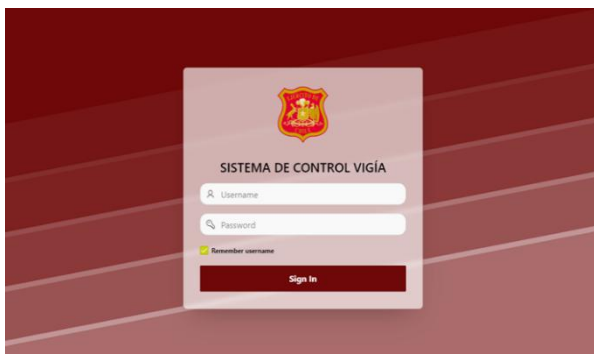 SISTEMA DE CONTROL VIGÍA
Username
Password
Remember username
Sign In